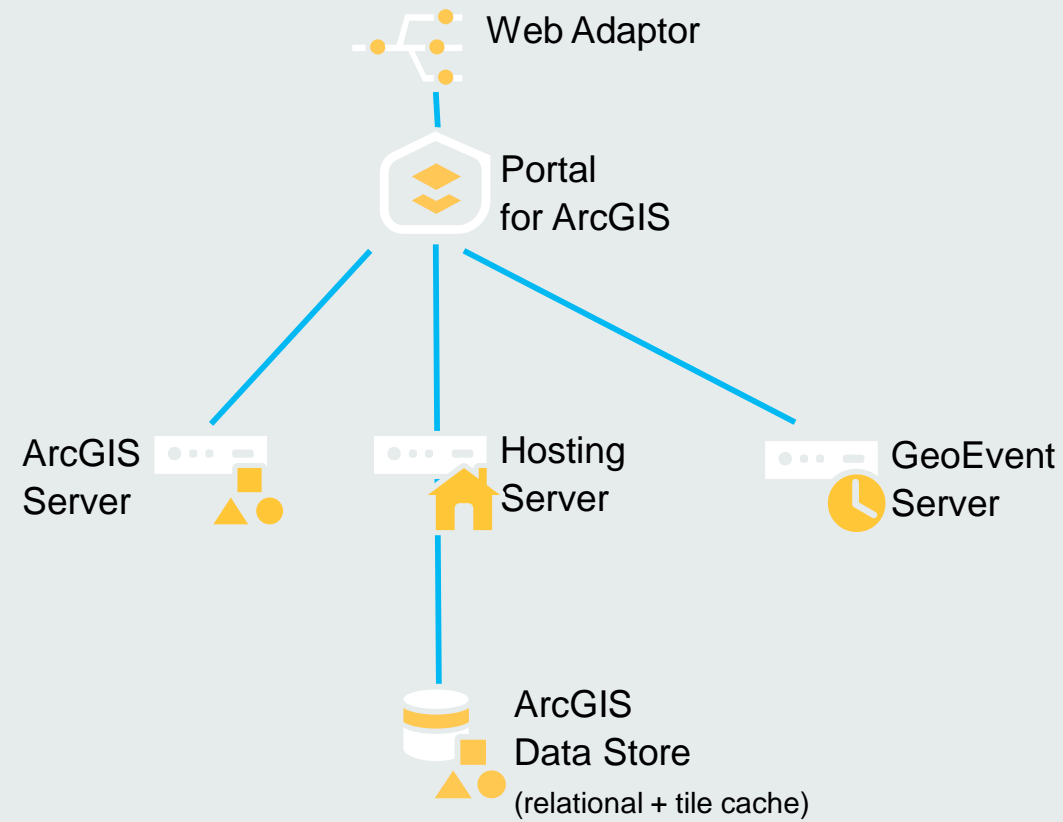 Web Adaptor
Portal
for ArcGIS
ArcGIS
Server
Hosting
Server
GeoEvent
Server
ArcGIS
Data Store
(relational + tile cache)